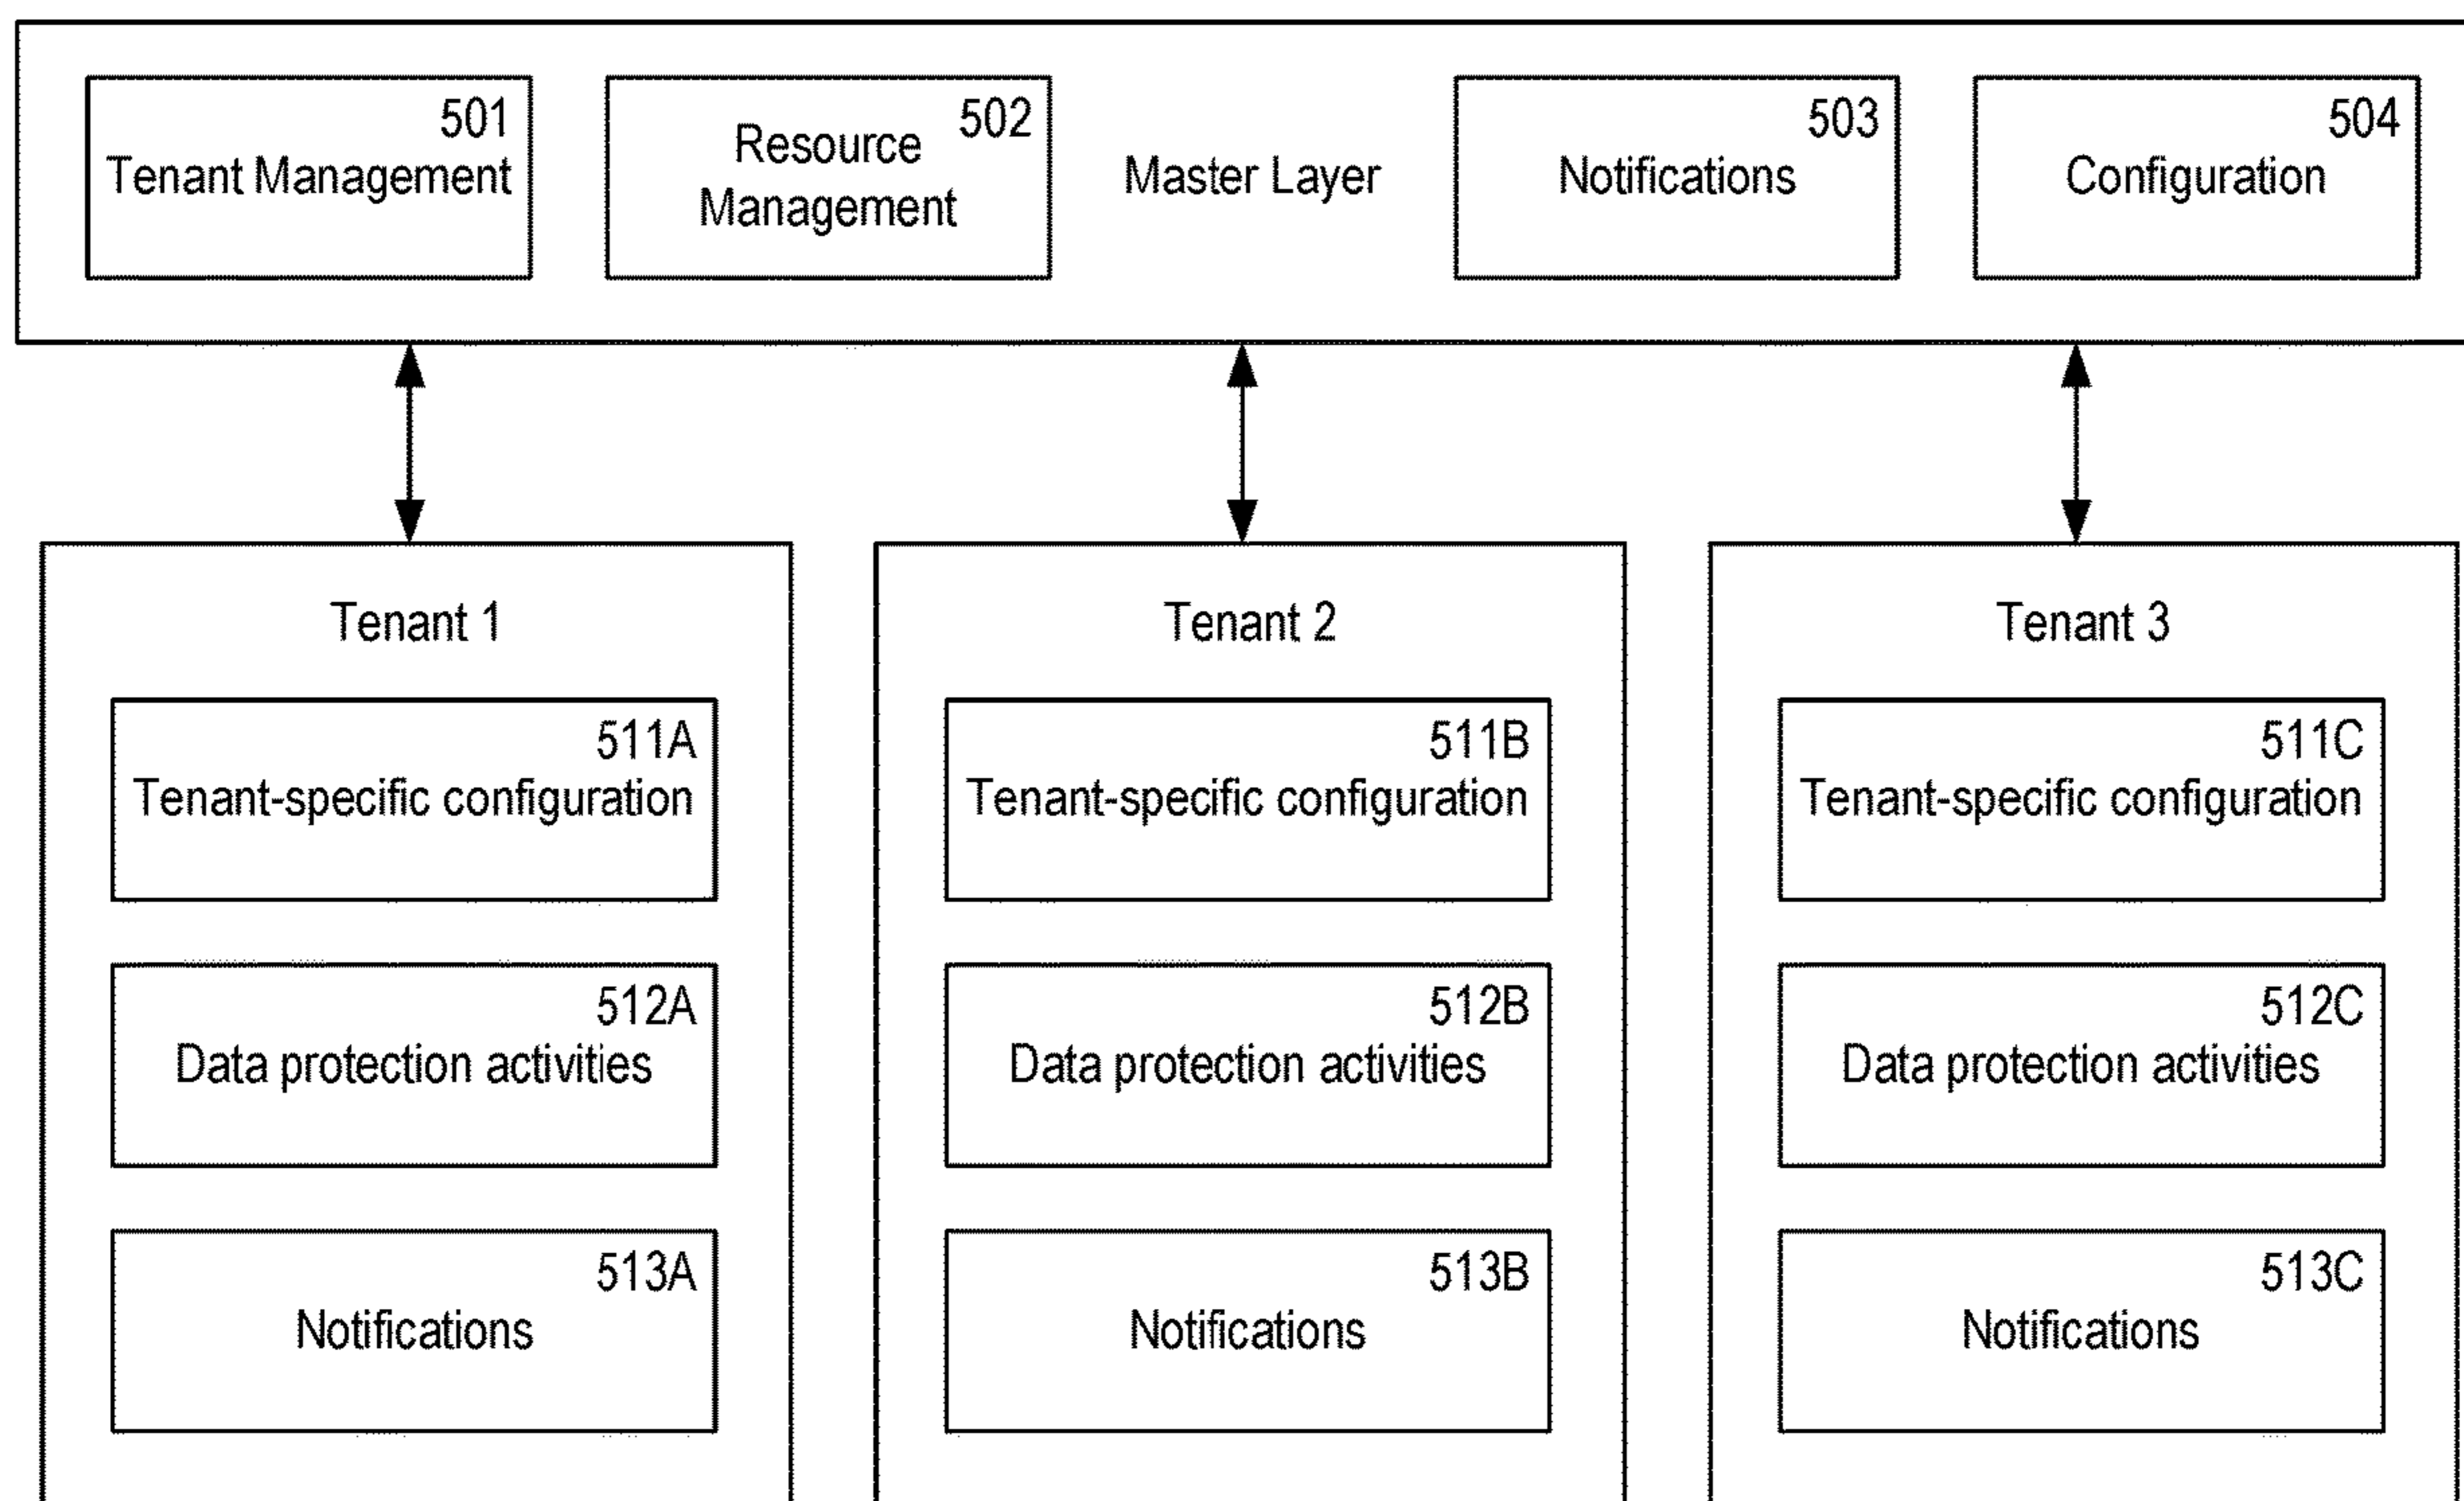 501
Tenant Management
502
Resource
Management
Master Layer
503
Notifications
504
Configuration
Tenant 1
511A
Tenant-specific configuration
512A
Data protection activities
513A
Notifications
Tenant 2
511B
Tenant-specific configuration
512B
Data protection activities
513B
Notifications
Tenant 3
511C
Tenant-specific configuration
512C
Data protection activities
513C
Notifications